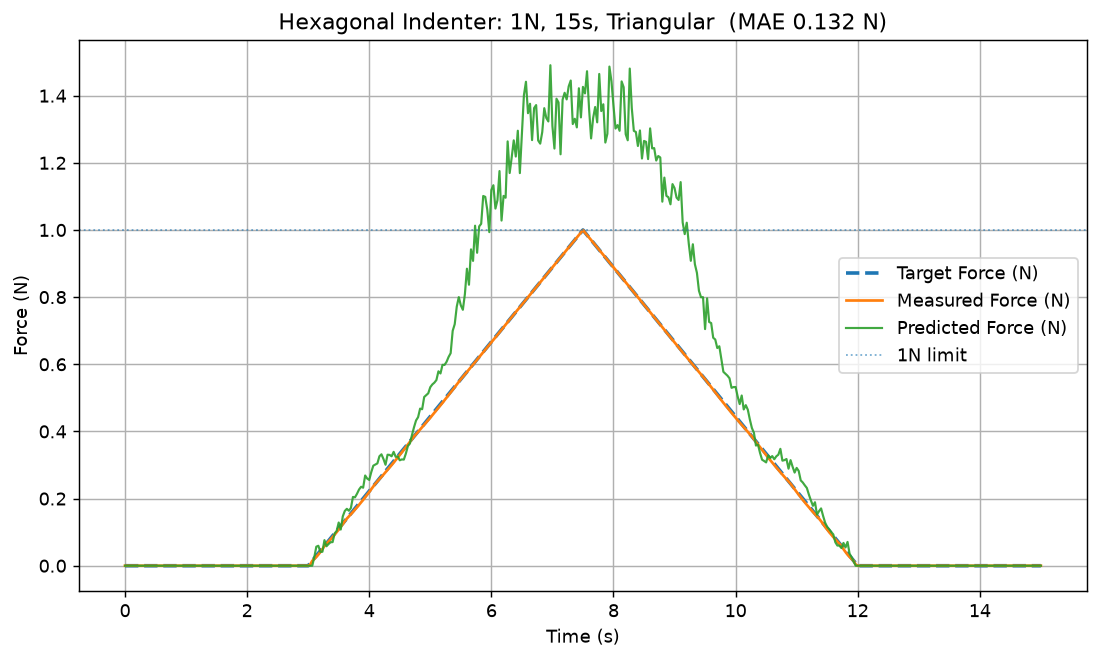 Hexagonal Indenter: 1N, 15s, Triangular  (MAE 0.132 N)
Force (N)
1.4
1.2
1.0
0.8
0.6
0.4
0.2
0.0
Target Force (N)
Measured Force (N)
Predicted Force (N)
1N limit
0 2 4 6 8 10 12 14
Time (s)